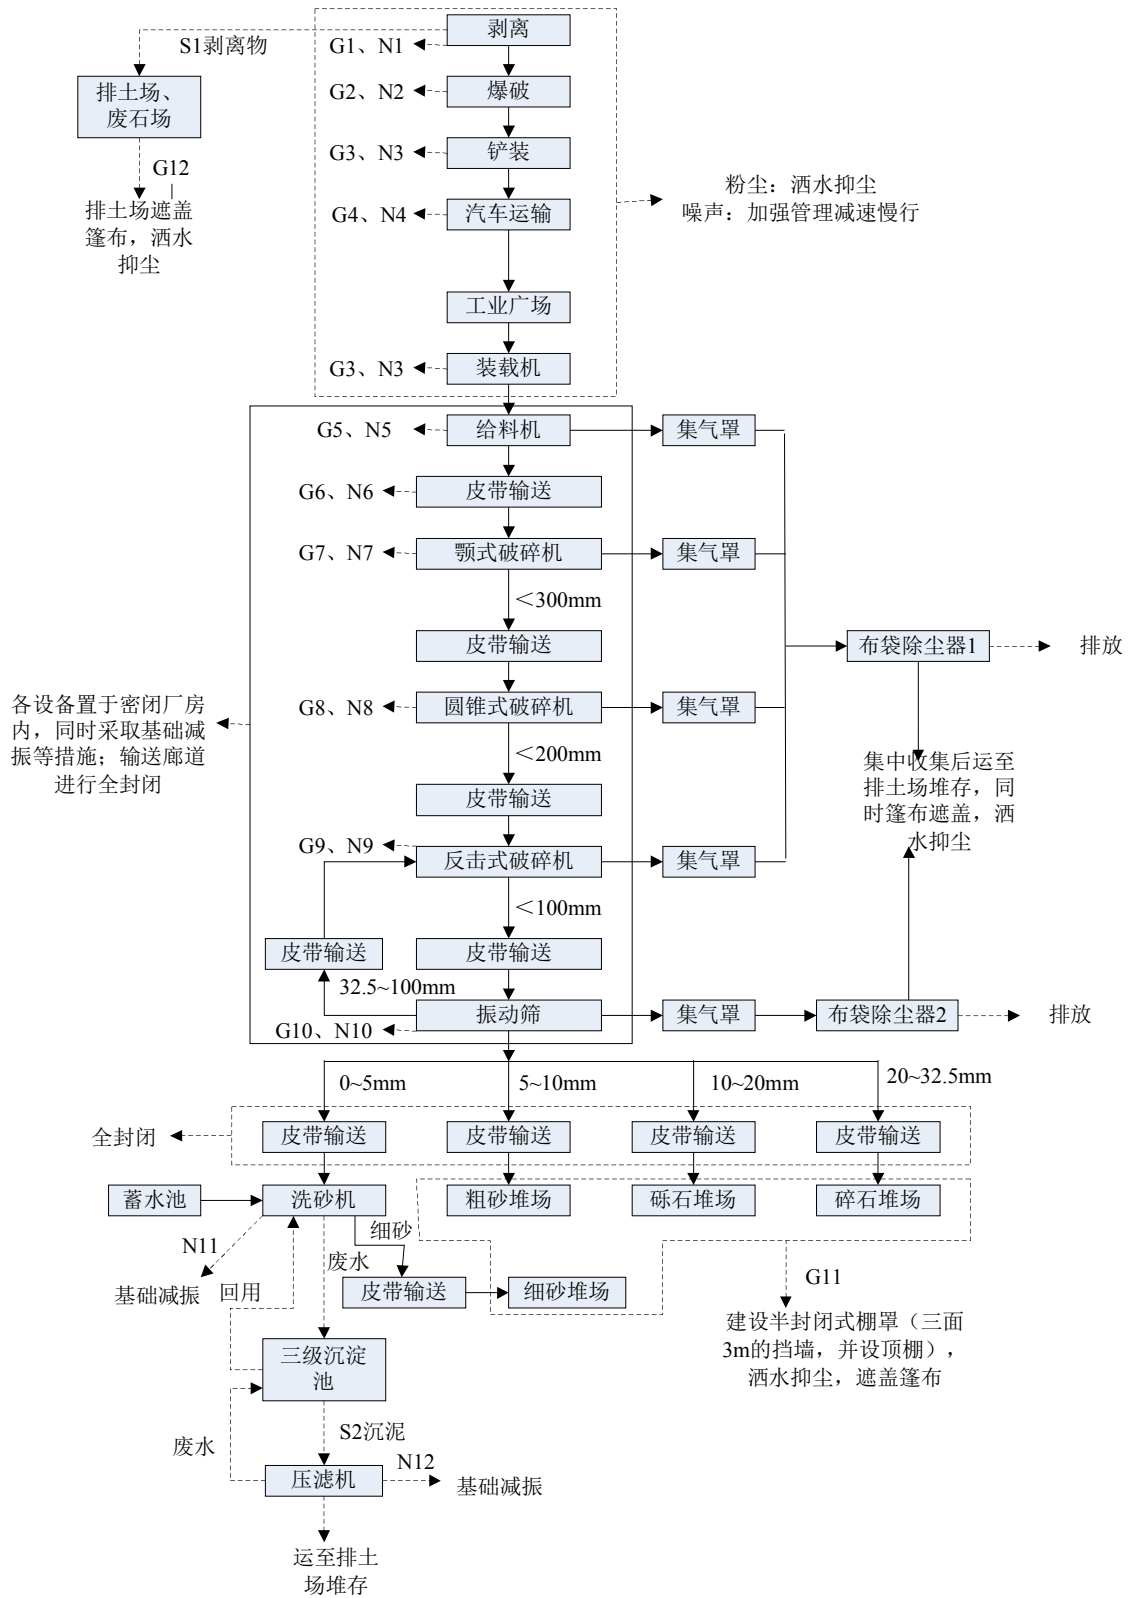 剥离
S1剥离物
G1、N1
排土场、
废石场
G2、N2
爆破
G3、N3
铲装
G12
排土场遮盖
篷布，洒水
抑尘
G4、N4
汽车运输
粉尘：洒水抑尘
噪声：加强管理减速慢行
工业广场
G3、N3
装载机
G5、N5
给料机
集气罩
G6、N6
皮带输送
G7、N7
颚式破碎机
集气罩
＜300mm
皮带输送
布袋除尘器1
排放
各设备置于密闭厂房
内，同时采取基础减
振等措施；输送廊道
进行全封闭
G8、N8
圆锥式破碎机
集气罩
＜200mm
皮带输送
集中收集后运至
排土场堆存，同
时篷布遮盖，洒
水抑尘
G9、N9
反击式破碎机
集气罩
＜100mm
皮带输送
皮带输送
32.5~100mm
振动筛
集气罩
布袋除尘器2
排放
G10、N10
0~5mm
5~10mm
10~20mm
20~32.5mm
全封闭
皮带输送
皮带输送
皮带输送
皮带输送
蓄水池
洗砂机
粗砂堆场
砾石堆场
碎石堆场
N11
基础减振
回用
废水
细砂
皮带输送
细砂堆场
G11
建设半封闭式棚罩（三面
3m的挡墙，并设顶棚），
洒水抑尘，遮盖篷布
三级沉淀
池
废水
S2沉泥
压滤机
N12
基础减振
运至排土
场堆存